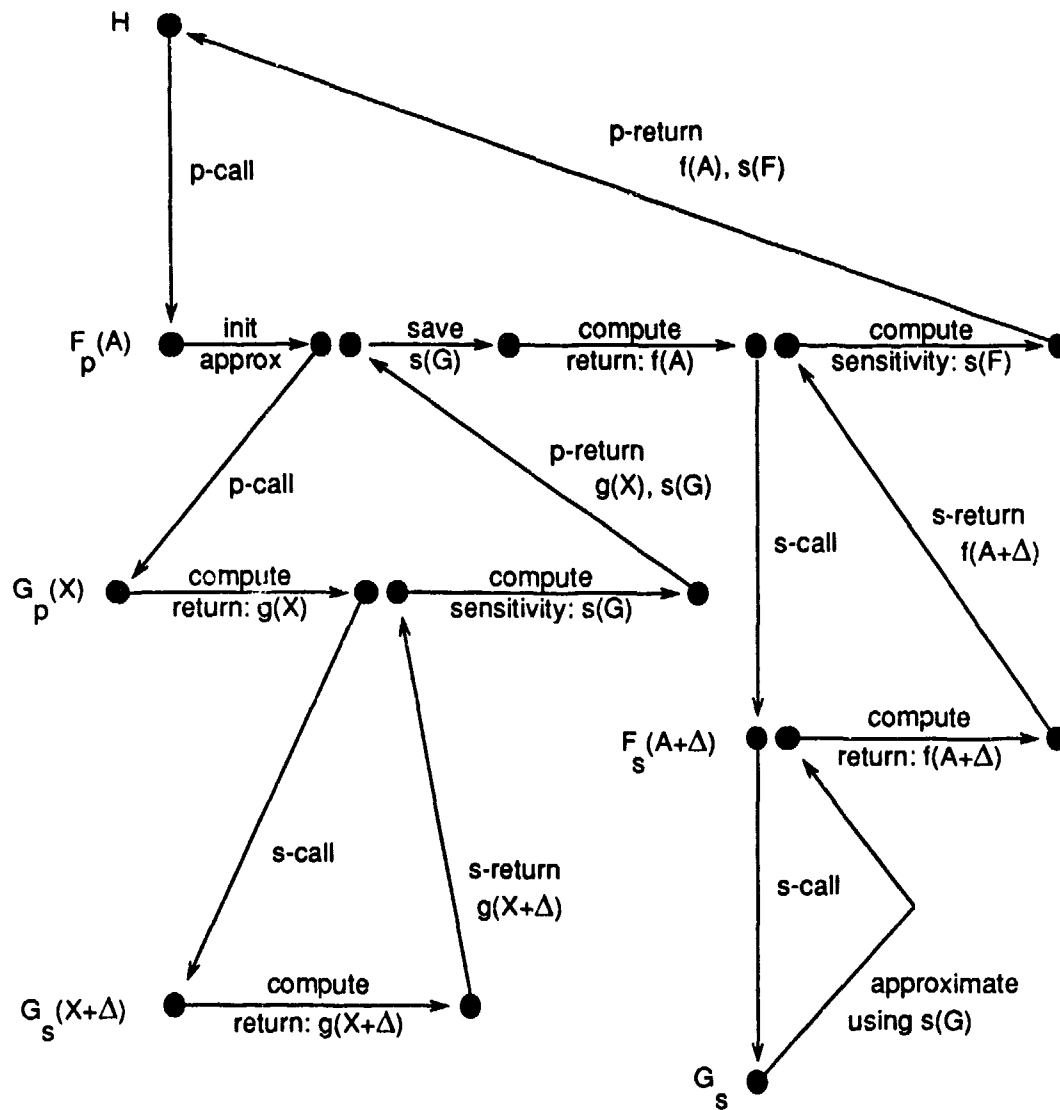 H
p-return
f(A), s(F)
p-call
F_p(A)
init
approx
save
s(G)
compute
return: f(A)
compute
sensitivity: s(F)
p-return
g(X), s(G)
p-call
s-call
s-return
f(A+Δ)
G_p(X)
compute
return: g(X)
compute
sensitivity: s(G)
F_s(A+Δ)
compute
return: f(A+Δ)
s-call
s-return
g(X+Δ)
s-call
G_s(X+Δ)
compute
return: g(X+Δ)
approximate
using s(G)
G_s